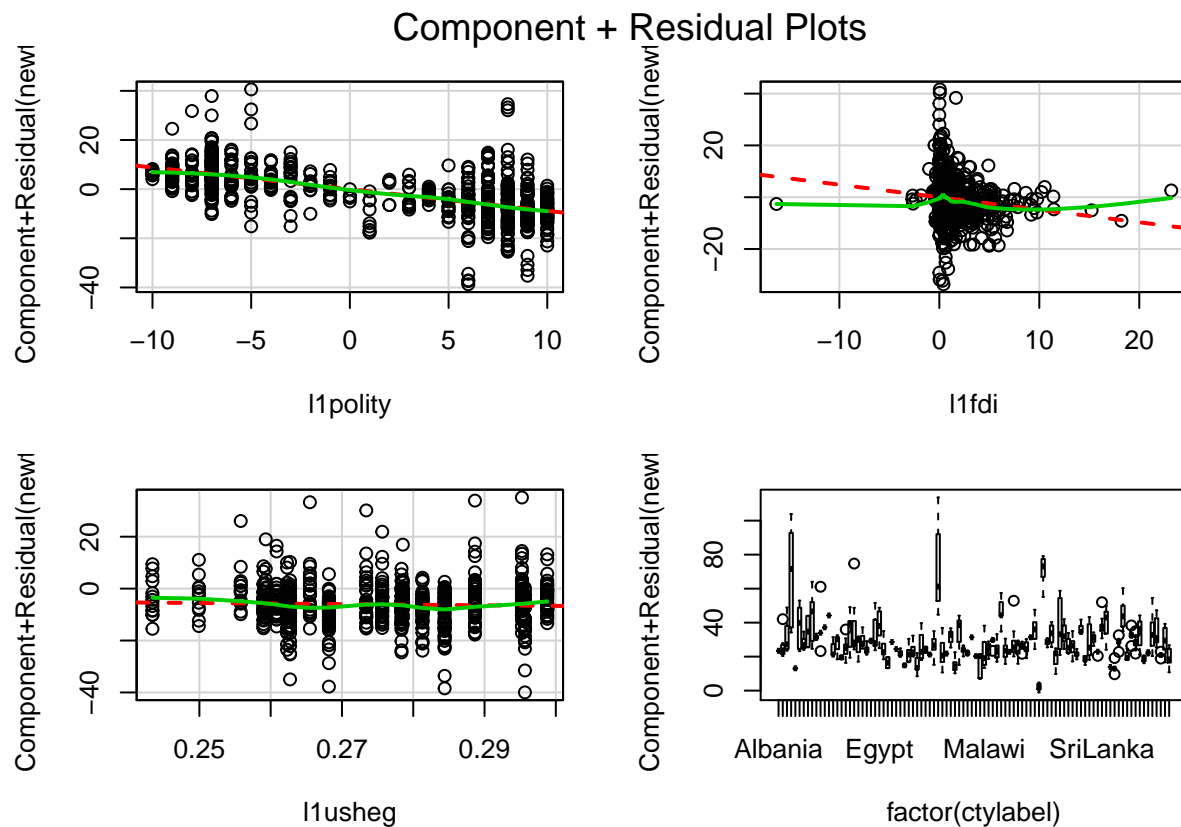 Component + Residual Plots
Component+Residual(newl
20
0
−40
−10 −5 0 5 10
l1polity
Component+Residual(newl
20
−20
−10 0 10 20
l1fdi
Component+Residual(newl
20
0
−40
0.25 0.27 0.29
l1usheg
Component+Residual(newl
80
40
0
Albania Egypt Malawi SriLanka
factor(ctylabel)